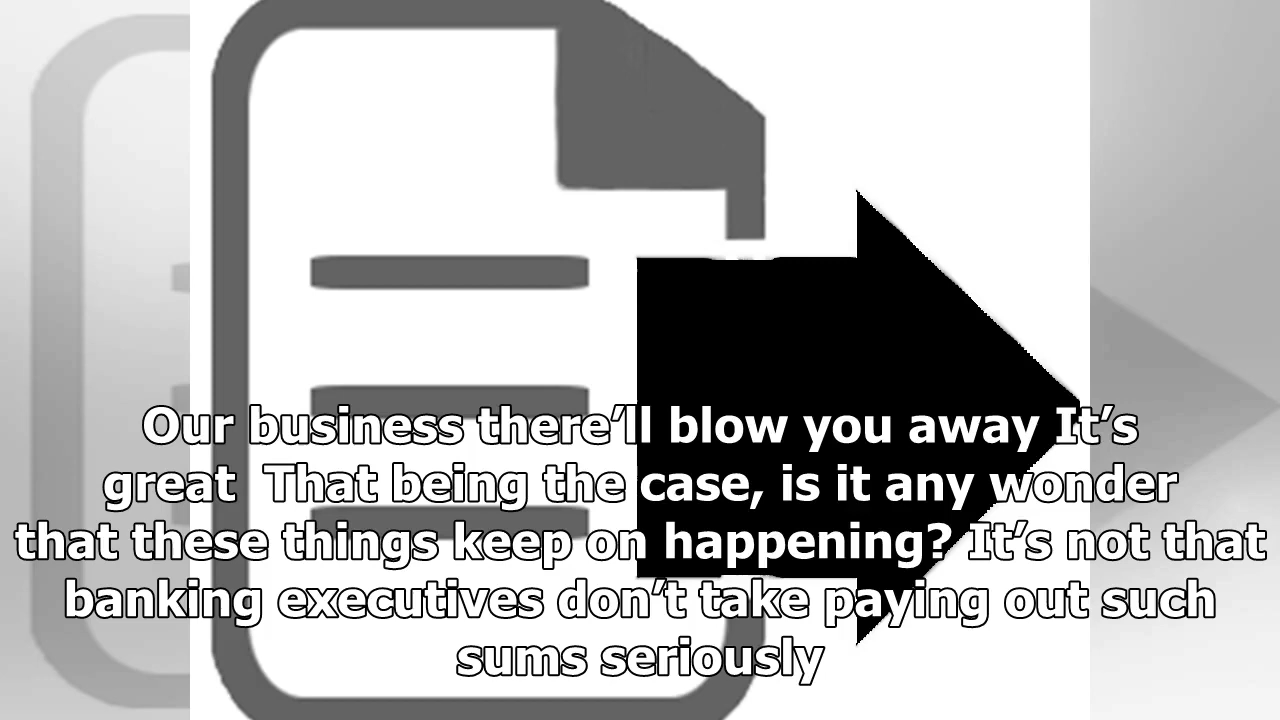 Our business there’ll blow you away It’s
great  That being the case, is it any wonder
that these things keep on happening? It’s not that
banking executives don’t take paying out such
sums seriously